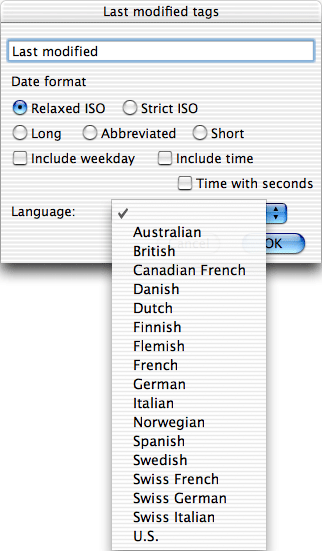 Last modified tags
Last modified
Date format
Relaxed ISO Strict ISO
Long Abbreviated Short
Include weekday Include time
Time with seconds
Language:
Australian
British
Cancel OK
Canadian French
Danish
Dutch
Finnish
Flemish
French
German
Italian
Norwegian
Spanish
Swedish
Swiss French
Swiss German
Swiss Italian
U.S.